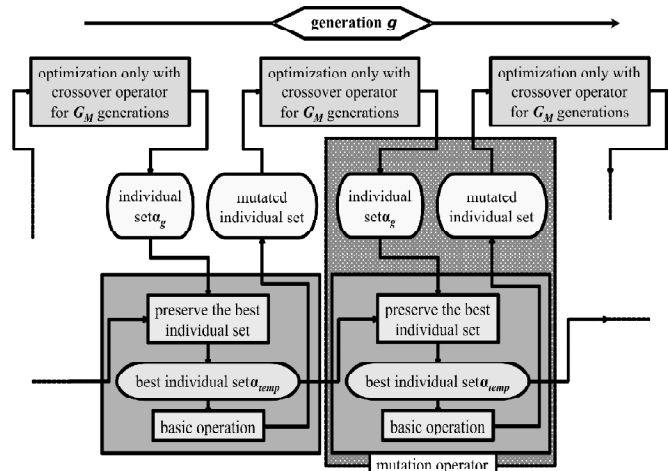 generation g
optimization only with
crossover operator
for G_M generations
optimization only with
crossover operator
for G_M generations
optimization only with
crossover operator
for G_M generations
individual
setα_g
mutated
individual set
individual
setα_g
mutated
individual set
preserve the best
individual set
preserve the best
individual set
best individual setα_temp
best individual setα_temp
basic operation
basic operation
mutation operator